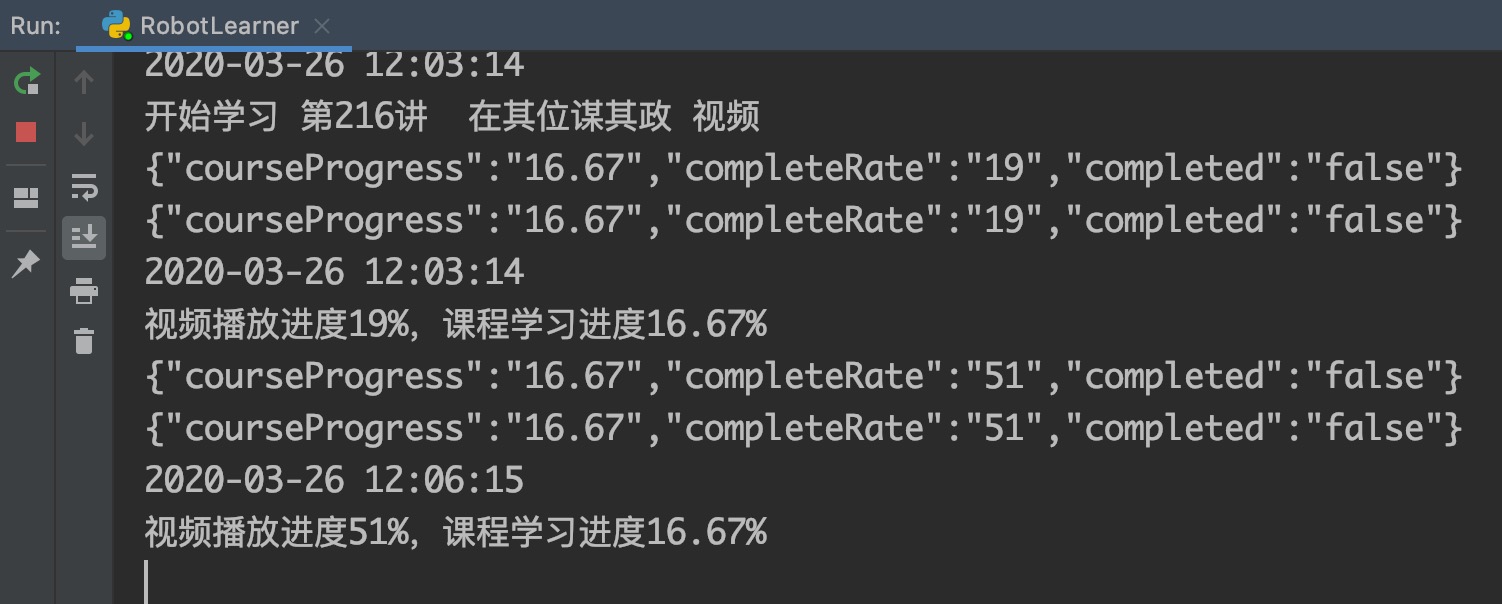 Run: RobotLearner
2020-03-26 12:03:14
开始学习 第216讲  在其位谋其政 视频
{"courseProgress":"16.67","completeRate":"19","completed":"false"}
{"courseProgress":"16.67","completeRate":"19","completed":"false"}
2020-03-26 12:03:14
视频播放进度19%, 课程学习进度16.67%
{"courseProgress":"16.67","completeRate":"51","completed":"false"}
{"courseProgress":"16.67","completeRate":"51","completed":"false"}
2020-03-26 12:06:15
视频播放进度51%, 课程学习进度16.67%